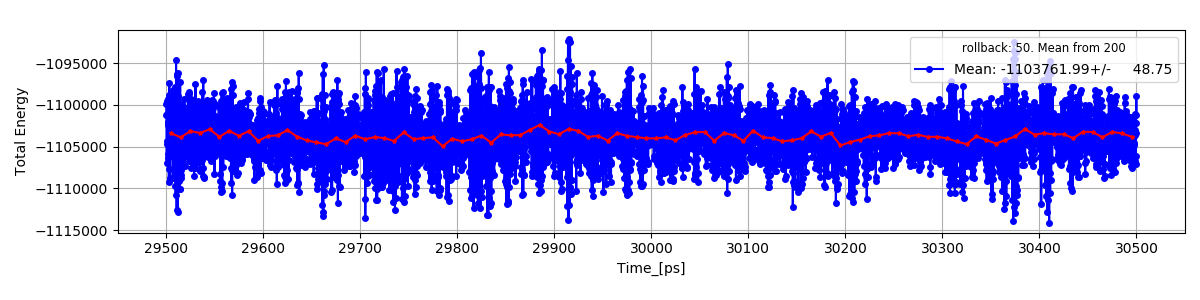 rollback: 50. Mean from 200
Mean: -1103761.99+/-     48.75
Total Energy
−1095000
−1100000
−1105000
−1110000
−1115000
29500 29600 29700 29800 29900 30000 30100 30200 30300 30400 30500
Time_[ps]